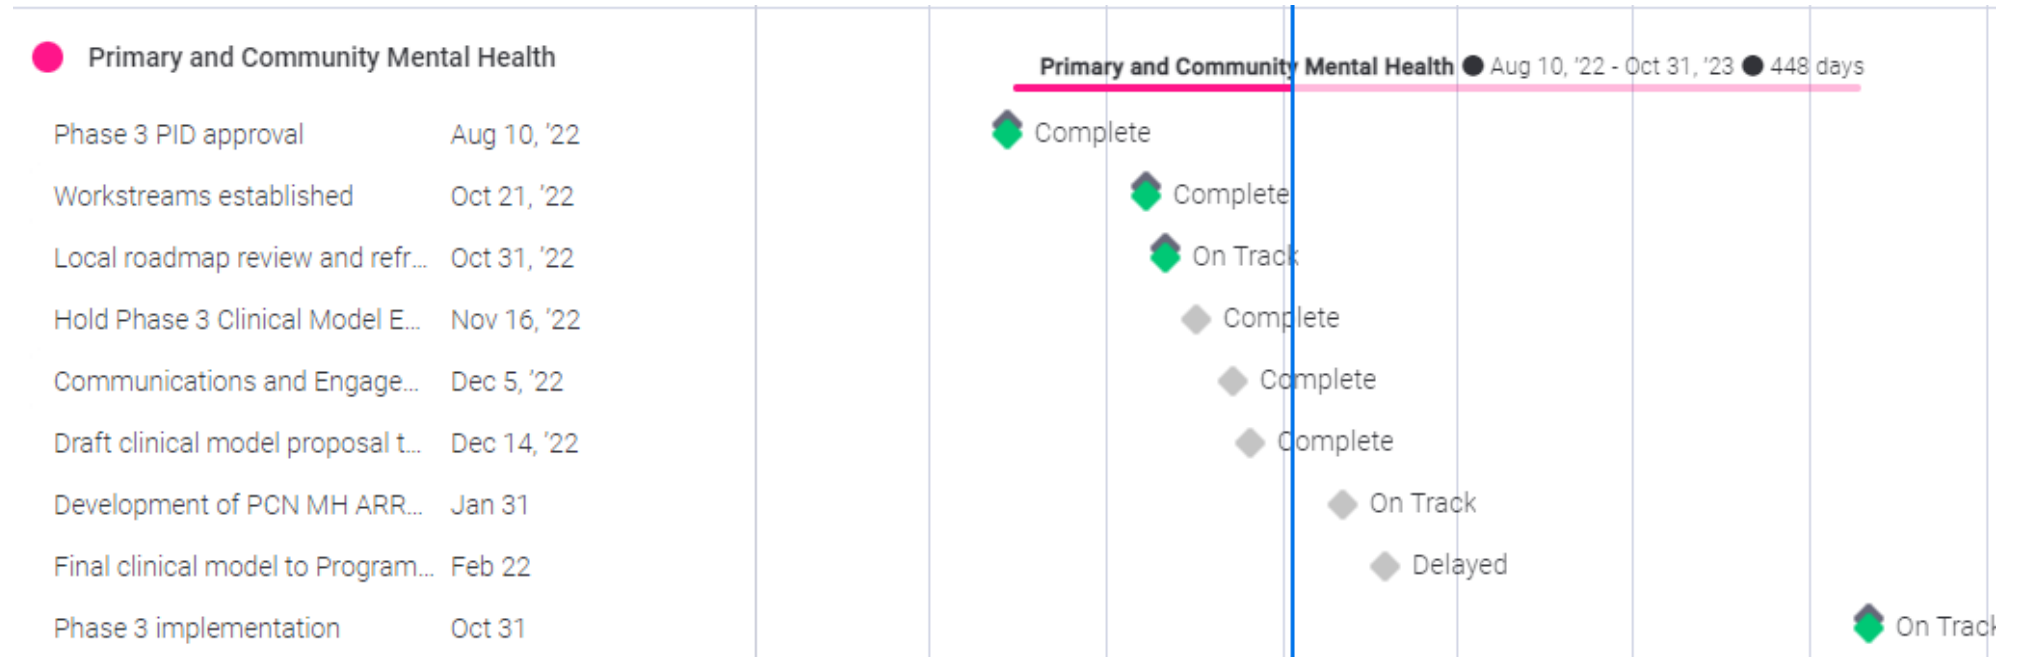 Primary and Community Mental Health
Primary and Community Mental Health ● Aug 10, '22 - Oct 31, '23 ● 448 days
Phase 3 PID approval Aug 10, '22 Complete
Workstreams established Oct 21, '22 Complete
Local roadmap review and refr... Oct 31, '22 On Track
Hold Phase 3 Clinical Model E... Nov 16, '22 Complete
Communications and Engage... Dec 5, '22 Complete
Draft clinical model proposal t... Dec 14, '22 Complete
Development of PCN MH ARR... Jan 31 On Track
Final clinical model to Program... Feb 22 Delayed
Phase 3 implementation Oct 31 On Track